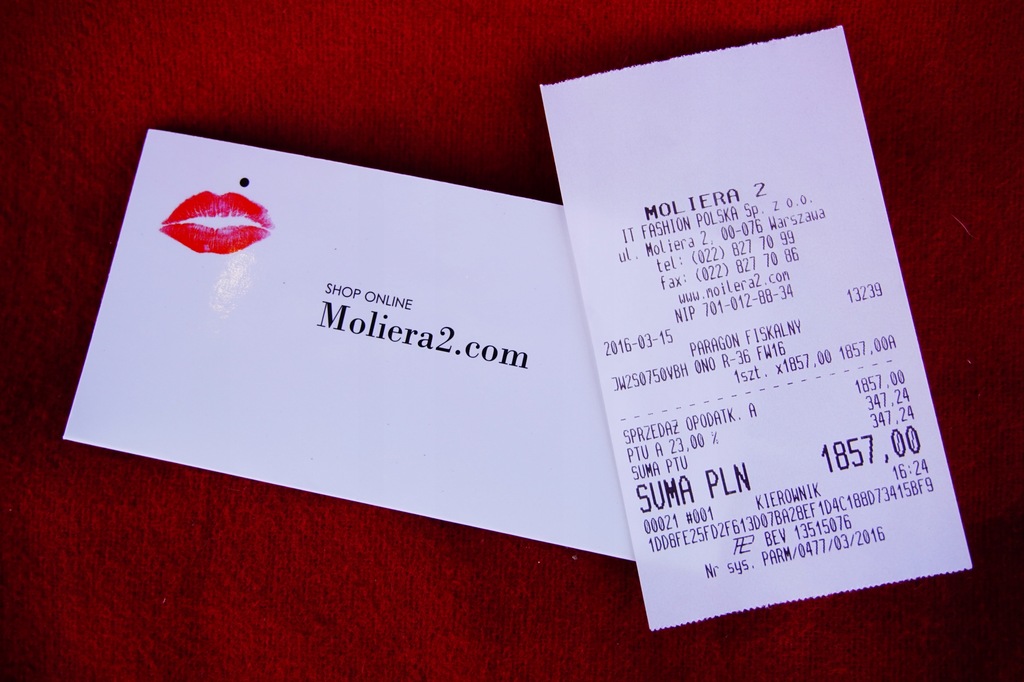 SHOP ONLINE
Moliera2.com
MOLIERA 2
IT FASHION POLSKA Sp. z o.o.
ul. Moliera 2, 00-076 Warszawa
tel: (022) 827 70 99
fax: (022) 827 70 86
www.moilera2.com
NIP 701-012-88-34
2016-03-15 13239
PARAGON FISKALNY
JW2S0750VBH ONO R-36 FW16
1szt. x1857,00 1857,00A
SPRZEDAŻ OPODATK. A 1857,00
PTU A 23,00 % 347,24
SUMA PTU 347,24
SUMA PLN 1857,00
00021 #001 KIEROWNIK 16:24
1DD8FE25FD2F613D07BA28EF1D4C188D73415BF9
BEV 13515076
Nr sys. PARM/0477/03/2016